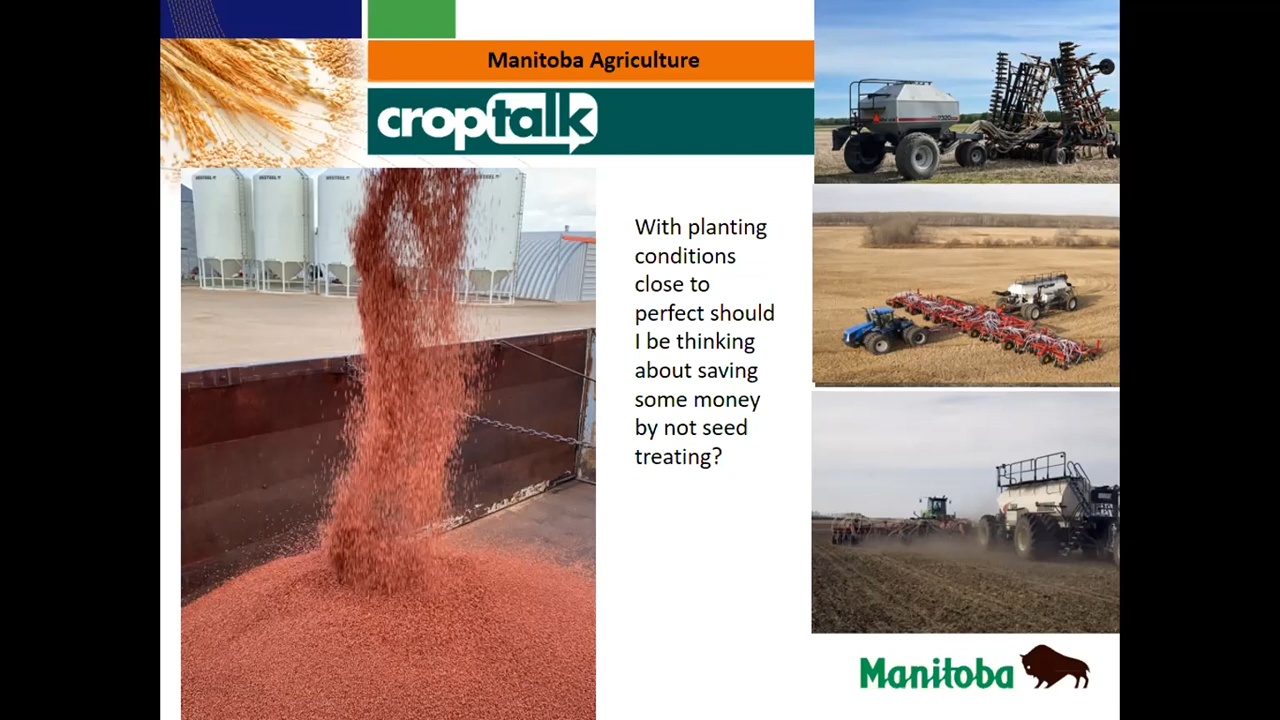 Manitoba Agriculture
croptalk
With planting
conditions
close to
perfect should
I be thinking
about saving
some money
by not seed
treating?
Manitoba